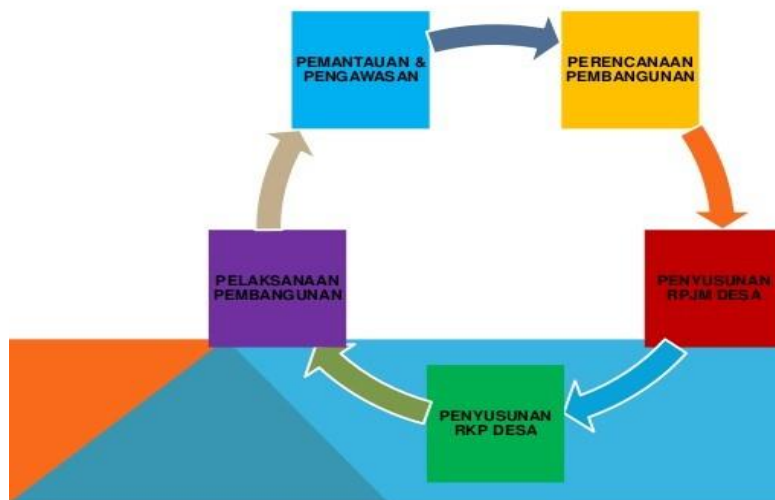 PEMANTAUAN &
PENGAWASAN
PERENCANAAN
PEMBANGUNAN
PENYUSUNAN
RPJM DESA
PENYUSUNAN
RKP DESA
PELAKSANAAN
PEMBANGUNAN